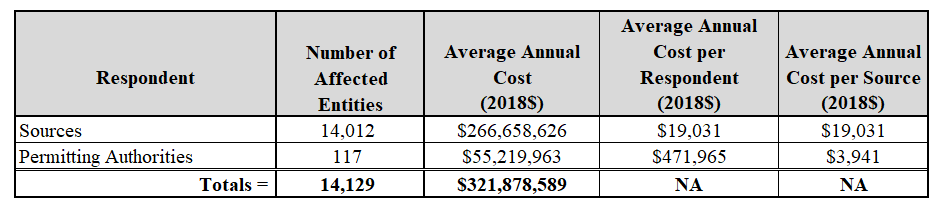 Respondent
Number of
Affected
Entities
Average Annual
Cost
(2018$)
Average Annual
Cost per
Respondent
(2018$)
Average Annual
Cost per Source
(2018$)
Sources 14,012 $266,658,626 $19,031 $19,031
Permitting Authorities 117 $55,219,963 $471,965 $3,941
Totals = 14,129 $321,878,589 NA NA